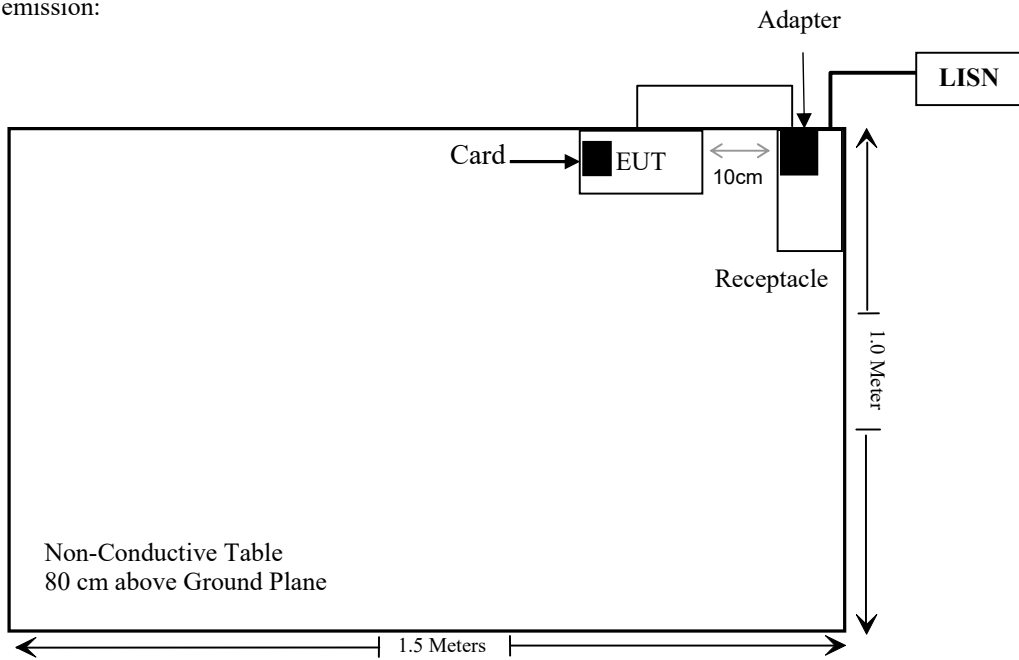 emission:
Adapter
LISN
Card
EUT
10cm
Receptacle
1.0 Meter
Non-Conductive Table
80 cm above Ground Plane
1.5 Meters